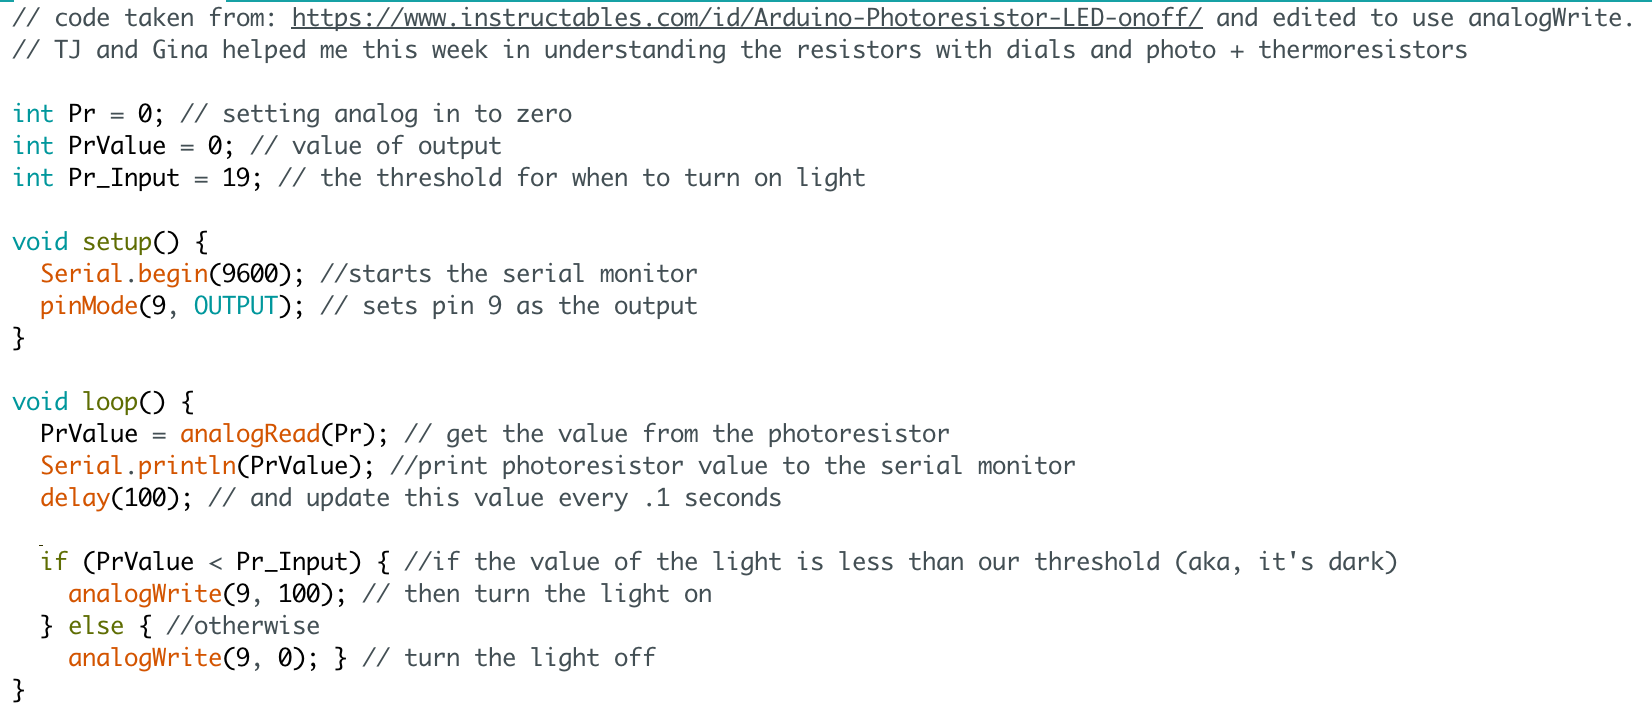 // code taken from: https://www.instructables.com/id/Arduino-Photoresistor-LED-onoff/ and edited to use analogWrite.
// TJ and Gina helped me this week in understanding the resistors with dials and photo + thermoresistors

int Pr = 0; // setting analog in to zero
int PrValue = 0; // value of output
int Pr_Input = 19; // the threshold for when to turn on light

void setup() {
  Serial.begin(9600); //starts the serial monitor
  pinMode(9, OUTPUT); // sets pin 9 as the output
}

void loop() {
  PrValue = analogRead(Pr); // get the value from the photoresistor
  Serial.println(PrValue); //print photoresistor value to the serial monitor
  delay(100); // and update this value every .1 seconds

  if (PrValue < Pr_Input) { //if the value of the light is less than our threshold (aka, it's dark)
    analogWrite(9, 100); // then turn the light on
  } else { //otherwise
    analogWrite(9, 0); } // turn the light off
}